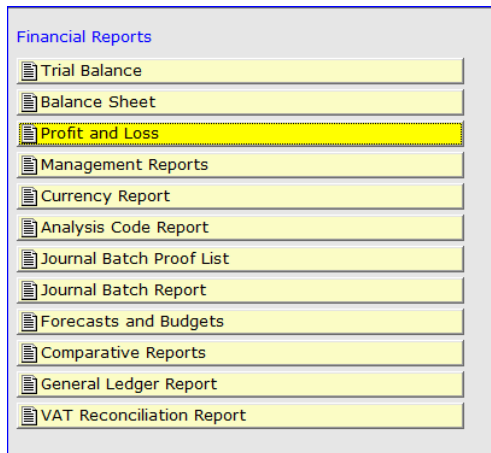 Financial Reports
Trial Balance
Balance Sheet
Profit and Loss
Management Reports
Currency Report
Analysis Code Report
Journal Batch Proof List
Journal Batch Report
Forecasts and Budgets
Comparative Reports
General Ledger Report
VAT Reconciliation Report